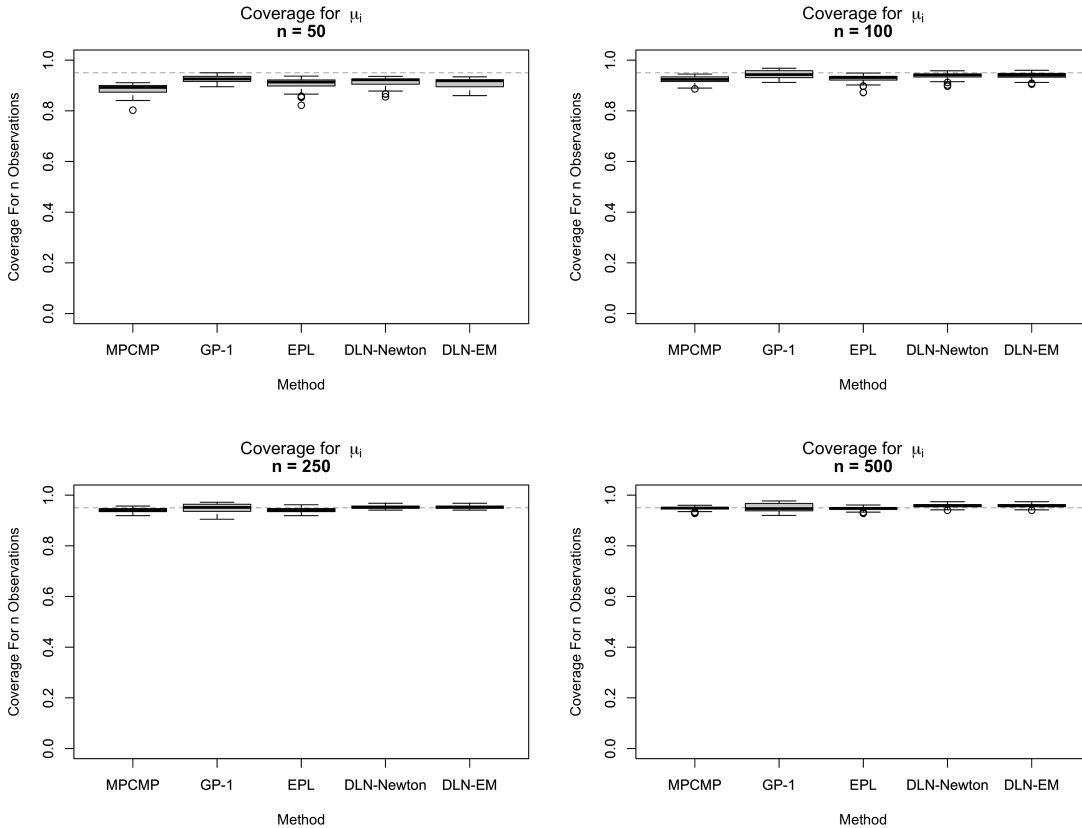 Coverage for μi
n = 50
Coverage For n Observations
1.0
0.8
0.6
0.4
0.2
0.0
MPCMP GP-1 EPL DLN-Newton DLN-EM
Method
Coverage for μi
n = 100
Coverage For n Observations
1.0
0.8
0.6
0.4
0.2
0.0
MPCMP GP-1 EPL DLN-Newton DLN-EM
Method
Coverage for μi
n = 250
Coverage For n Observations
1.0
0.8
0.6
0.4
0.2
0.0
MPCMP GP-1 EPL DLN-Newton DLN-EM
Method
Coverage for μi
n = 500
Coverage For n Observations
1.0
0.8
0.6
0.4
0.2
0.0
MPCMP GP-1 EPL DLN-Newton DLN-EM
Method